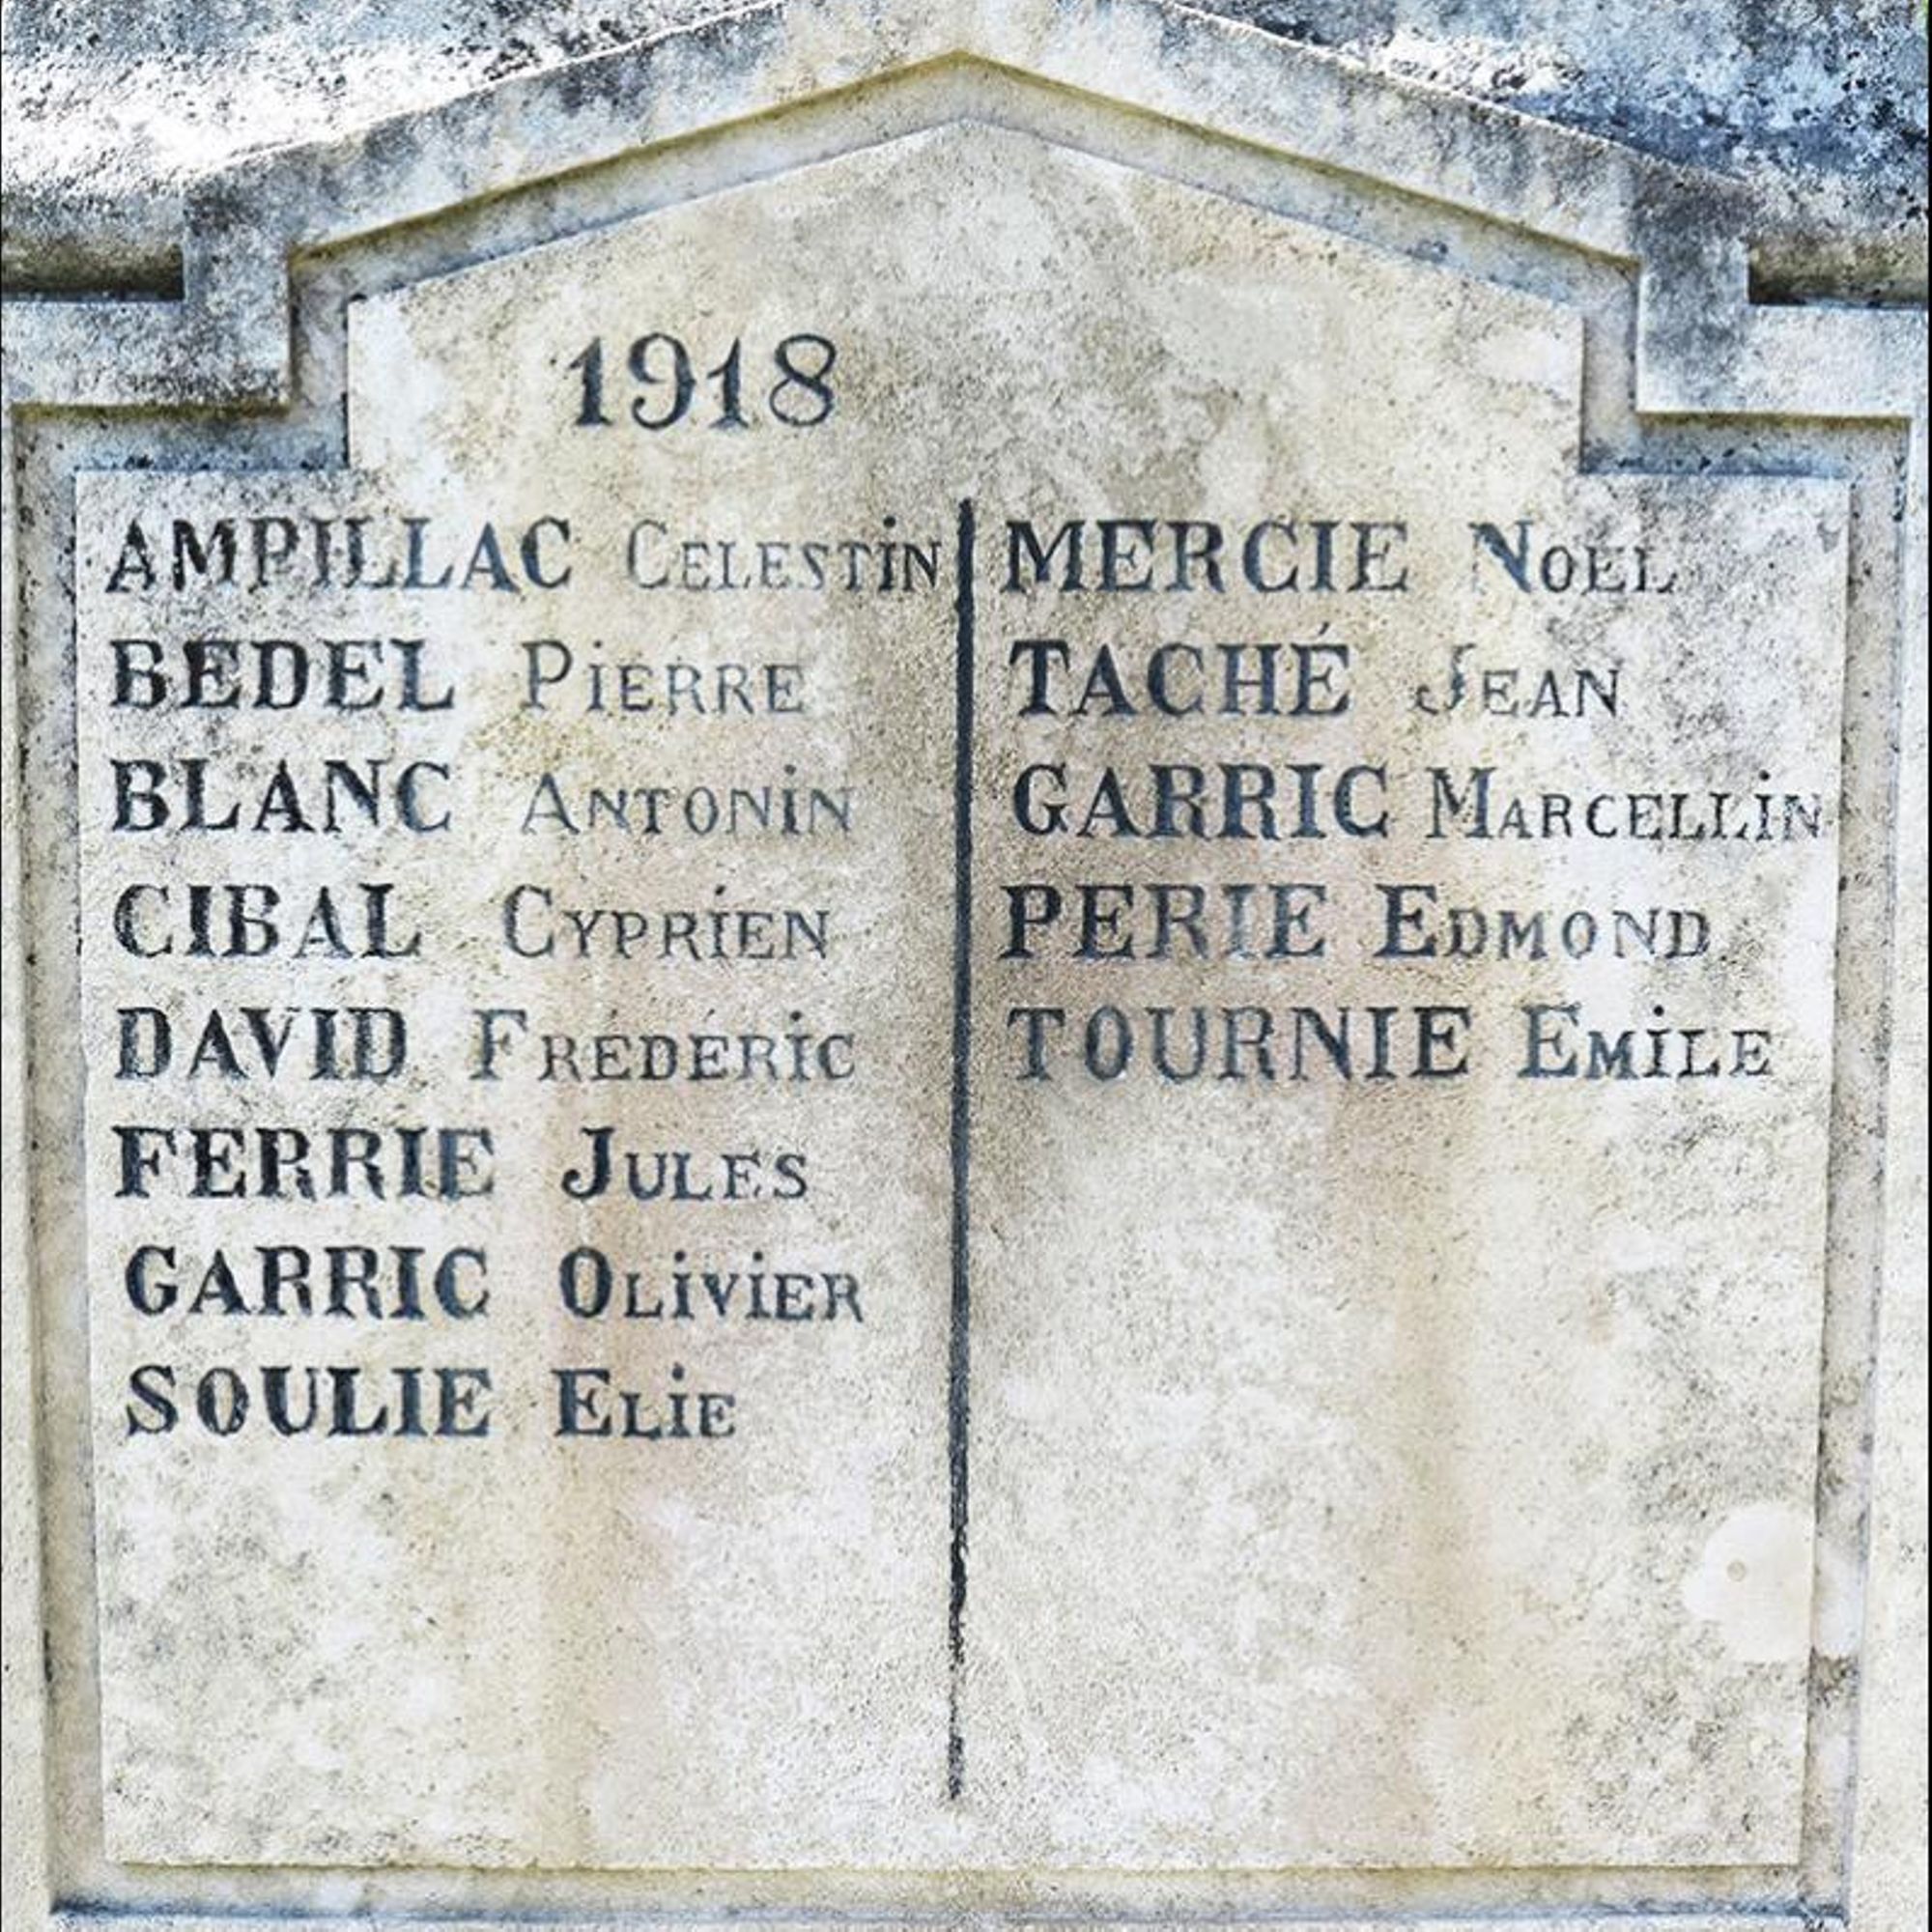 1918
AMPILLAC CELESTIN
BEDEL PIERRE
BLANC ANTONIN
CIBAL CYPRIEN
DAVID FRÉDÉRIC
FERRIE JULES
GARRIC OLIVIER
SOULIE ELIE
MERCIE NOEL
TACHÉ JEAN
GARRIC MARCELLIN
PERIE EDMOND
TOURNIE EMILE